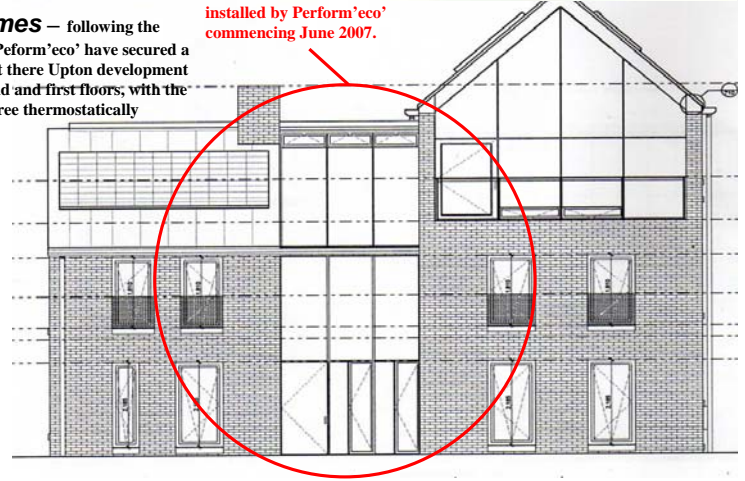 mes – following the
Peform'eco' have secured a
t there Upton development
d and first floors, with the
ree thermostatically
installed by Perform'eco'
commencing June 2007.